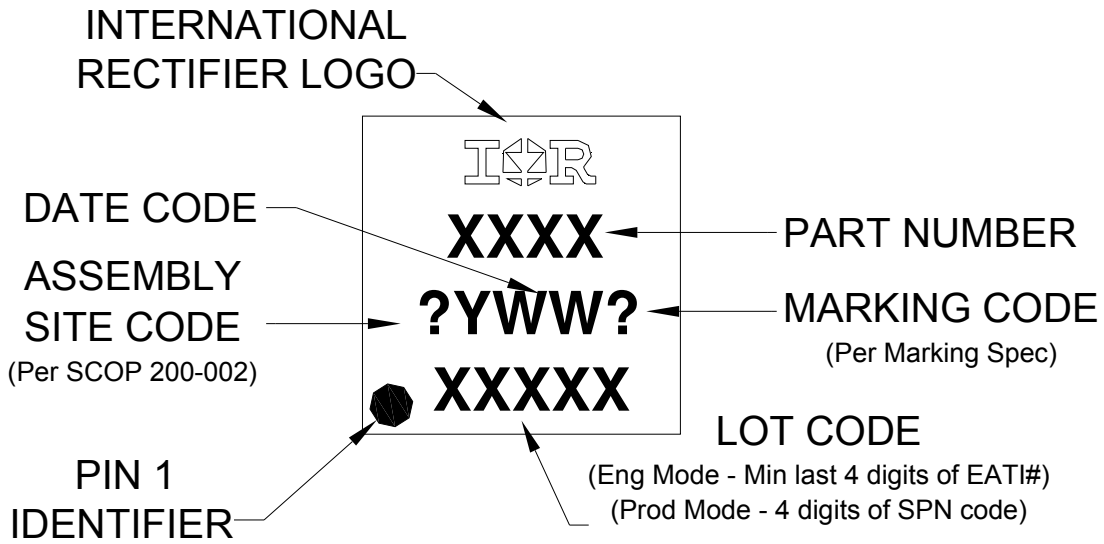 INTERNATIONAL
RECTIFIER LOGO
IOR
XXXX
PART NUMBER
DATE CODE
ASSEMBLY
SITE CODE
(Per SCOP 200-002)
?YWW?
MARKING CODE
(Per Marking Spec)
XXXXX
LOT CODE
(Eng Mode - Min last 4 digits of EATI#)
(Prod Mode - 4 digits of SPN code)
PIN 1
IDENTIFIER